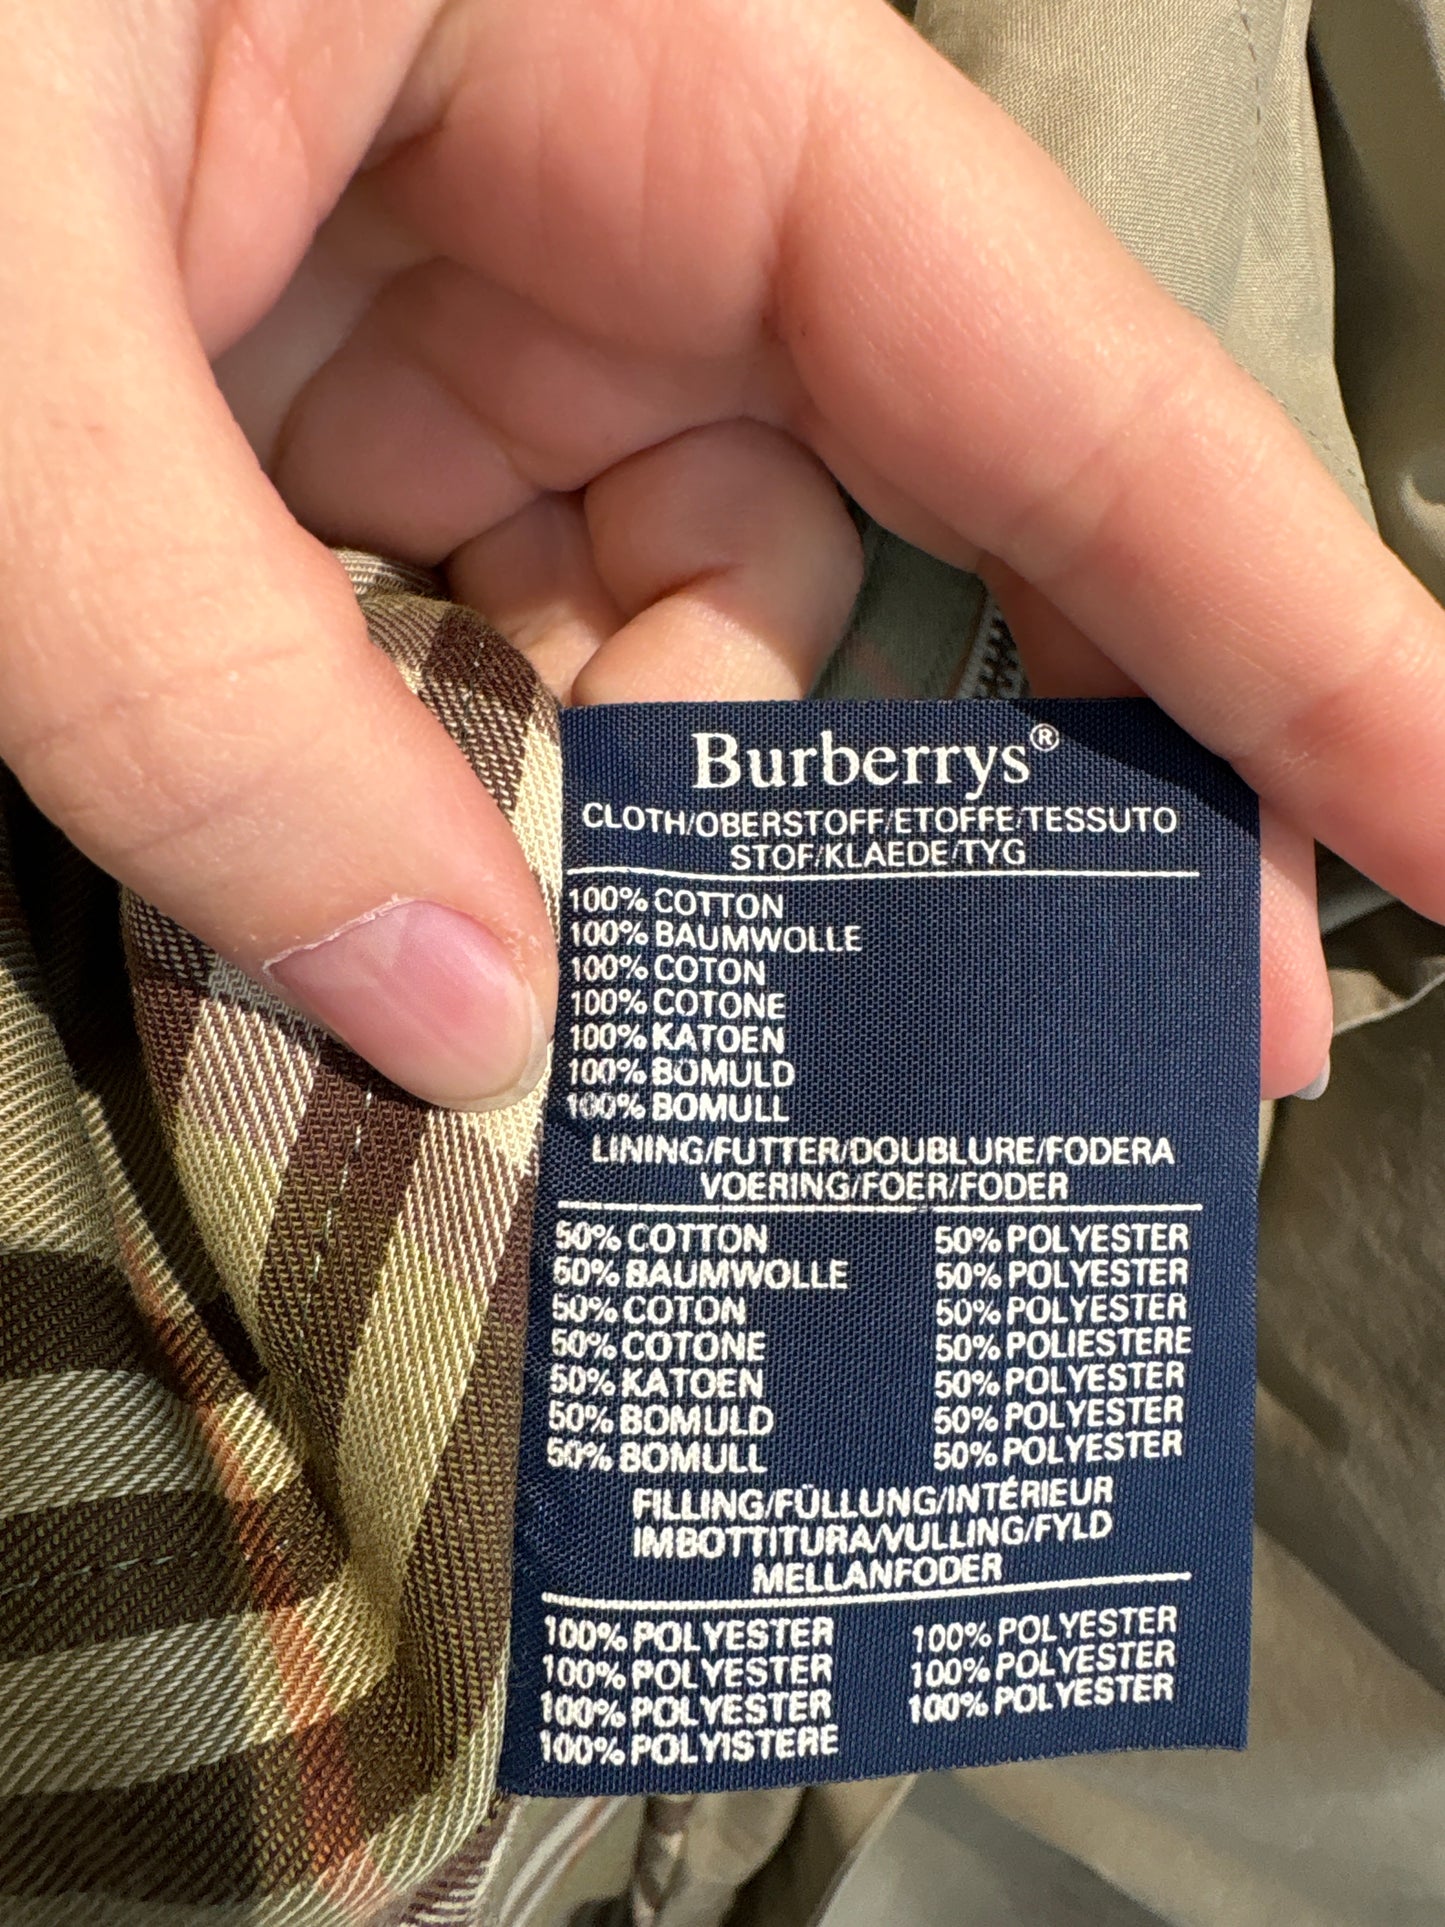 Burberrys®
CLOTH/OBERSTOFF/ETOFFE/TESSUTO
STOF/KLAEDE/TYG
100% COTTON
100% BAUMWOLLE
100% COTON
100% COTONE
100% KATOEN
100% BOMULD
100% BOMULL
LINING/FUTTER/DOUBLURE/FODERA
VOERING/FOER/FODER
50% COTTON 50% POLYESTER
50% BAUMWOLLE 50% POLYESTER
50% COTON 50% POLYESTER
50% COTONE 50% POLIESTERE
50% KATOEN 50% POLYESTER
50% BOMULD 50% POLYESTER
50% BOMULL 50% POLYESTER
FILLING/FÜLLUNG/INTÉRIEUR
IMBOTTITURA/VULLING/FYLD
MELLANFODER
100% POLYESTER 100% POLYESTER
100% POLYESTER 100% POLYESTER
100% POLYESTER 100% POLYESTER
100% POLYISTERE